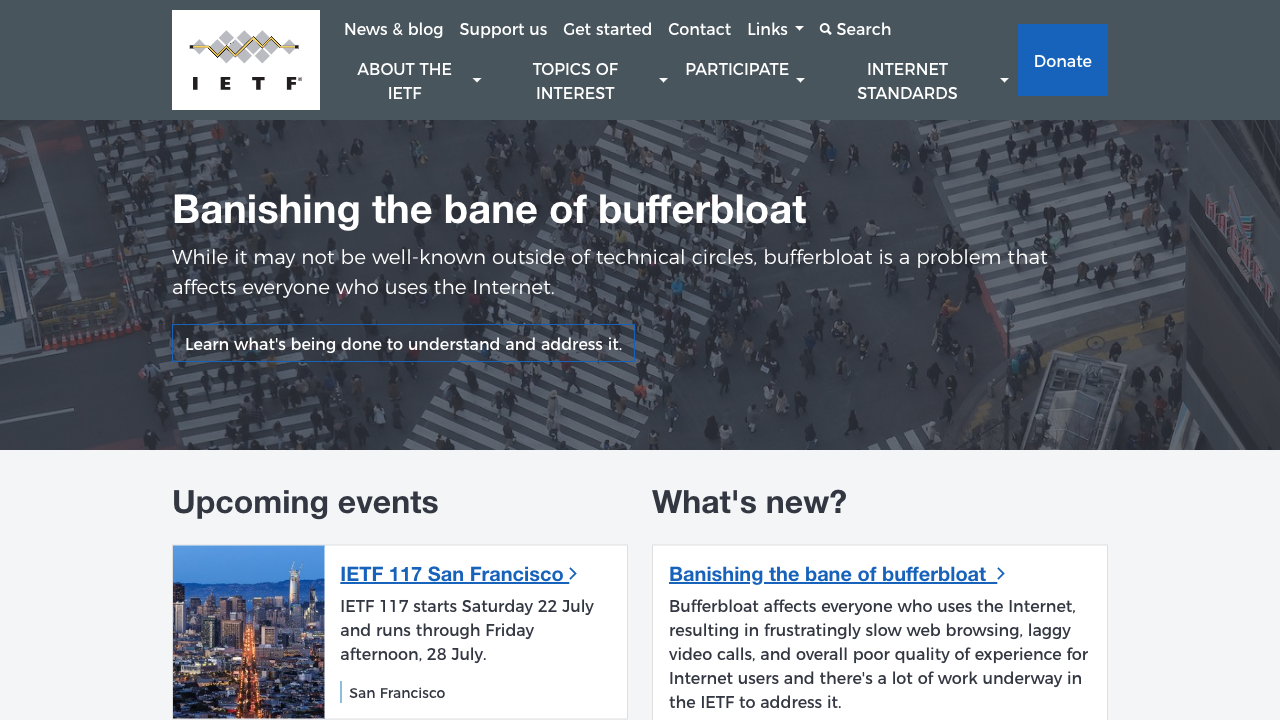 News & blog
Support us
Get started
Contact
Links
Search
IETF®
ABOUT THE
IETF
TOPICS OF
INTEREST
PARTICIPATE
INTERNET
STANDARDS
Donate
Banishing the bane of bufferbloat
While it may not be well-known outside of technical circles, bufferbloat is a problem that
affects everyone who uses the Internet.
Learn what's being done to understand and address it.
Upcoming events
IETF 117 San Francisco
IETF 117 starts Saturday 22 July
and runs through Friday
afternoon, 28 July.
San Francisco
What's new?
Banishing the bane of bufferbloat
Bufferbloat affects everyone who uses the Internet,
resulting in frustratingly slow web browsing, laggy
video calls, and overall poor quality of experience for
Internet users and there's a lot of work underway in
the IETF to address it.